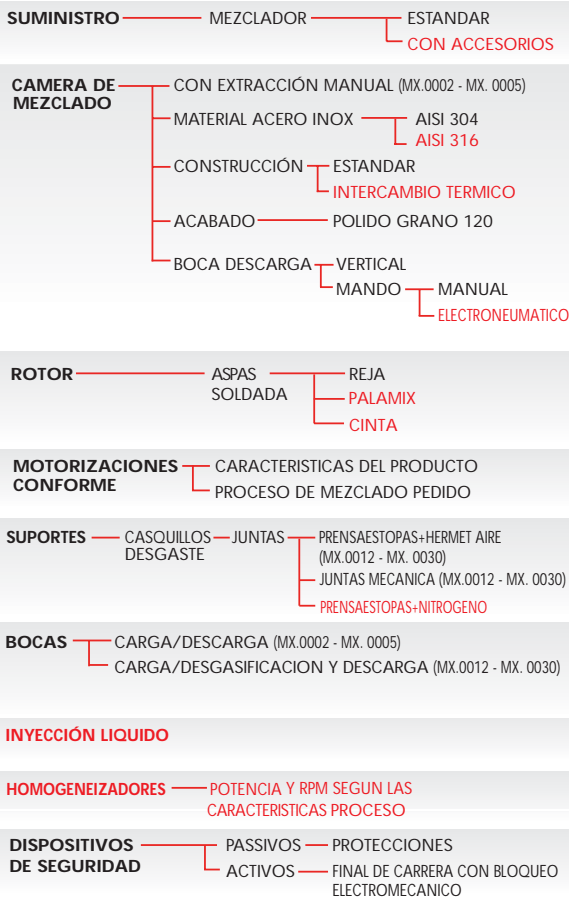 SUMINISTRO MEZCLADOR ESTANDAR
CON ACCESORIOS
CAMERA DE CON EXTRACCIÓN MANUAL (MX.0002 - MX. 0005)
MEZCLADO
MATERIAL ACERO INOX AISI 304
AISI 316
CONSTRUCCIÓN ESTANDAR
INTERCAMBIO TERMICO
ACABADO POLIDO GRANO 120
BOCA DESCARGA VERTICAL
MANDO MANUAL
ELECTRONEUMATICO
ROTOR ASPAS REJA
SOLDADA PALAMIX
CINTA
MOTORIZACIONES CARACTERISTICAS DEL PRODUCTO
CONFORME PROCESO DE MEZCLADO PEDIDO
SUPORTES CASQUILLOS JUNTAS PRENSAESTOPAS+HERMET AIRE
DESGASTE (MX.0012 - MX. 0030)
JUNTAS MECANICA (MX.0012 - MX. 0030)
PRENSAESTOPAS+NITROGENO
BOCAS CARGA/DESCARGA (MX.0002 - MX. 0005)
CARGA/DESGASIFICACION Y DESCARGA (MX.0012 - MX. 0030)
INYECCIÓN LIQUIDO
HOMOGENEIZADORES POTENCIA Y RPM SEGUN LAS
CARACTERISTICAS PROCESO
DISPOSITIVOS PASSIVOS PROTECCIONES
DE SEGURIDAD ACTIVOS FINAL DE CARRERA CON BLOQUEO
ELECTROMECANICO